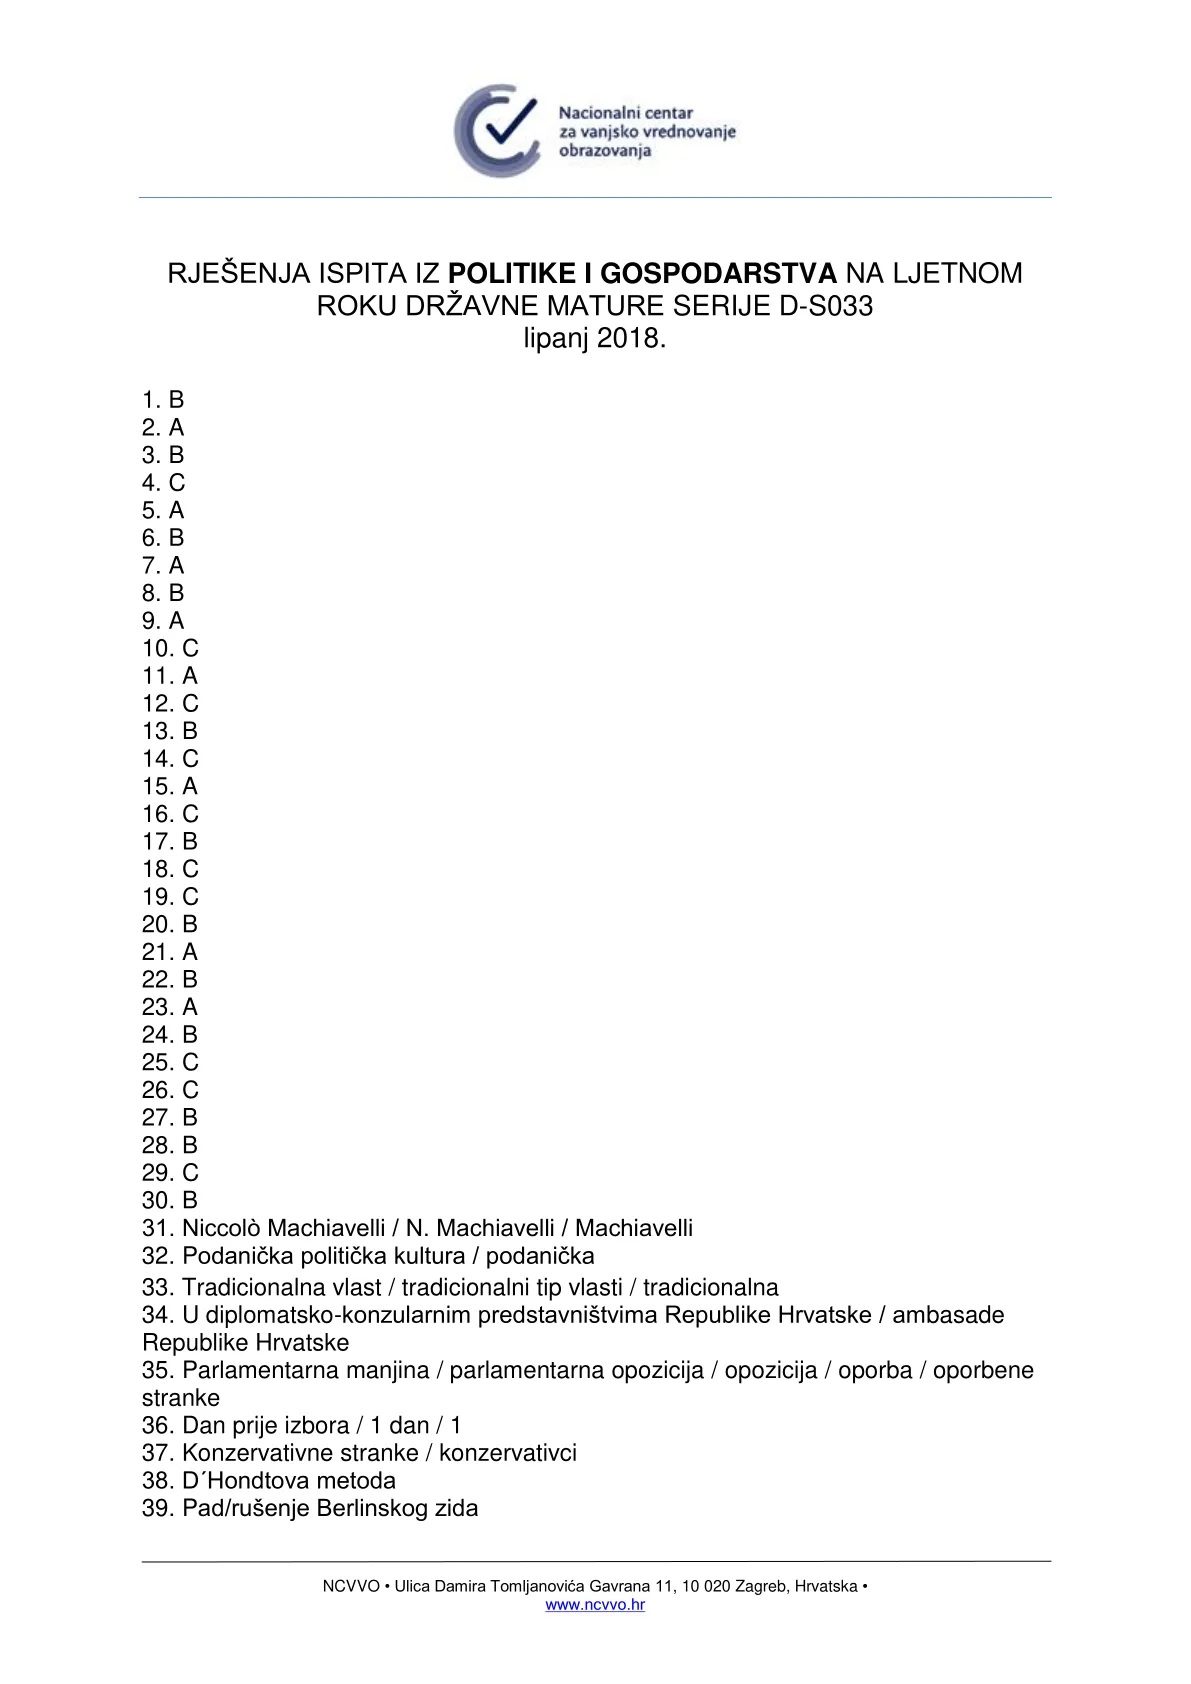 Nacionalni centar
za vanjsko vrednovanje
obrazovanja
RJEŠENJA ISPITA IZ POLITIKE I GOSPODARSTVA NA LJETNOM
ROKU DRŽAVNE MATURE SERIJE D-S033
lipanj 2018.
1. B
2. A
3. B
4. C
5. A
6. B
7. A
8. B
9. A
10. C
11. A
12. C
13. B
14. C
15. A
16. C
17. B
18. C
19. C
20. B
21. A
22. B
23. A
24. B
25. C
26. C
27. B
28. B
29. C
30. B
31. Niccolò Machiavelli / N. Machiavelli / Machiavelli
32. Podanička politička kultura / podanička
33. Tradicionalna vlast / tradicionalni tip vlasti / tradicionalna
34. U diplomatsko-konzularnim predstavništvima Republike Hrvatske / ambasade
Republike Hrvatske
35. Parlamentarna manjina / parlamentarna opozicija / opozicija / oporba / oporbene
stranke
36. Dan prije izbora / 1 dan / 1
37. Konzervativne stranke / konzervativci
38. D´Hondtova metoda
39. Pad/rušenje Berlinskog zida
NCVVO • Ulica Damira Tomljanovića Gavrana 11, 10 020 Zagreb, Hrvatska •
www.ncvvo.hr